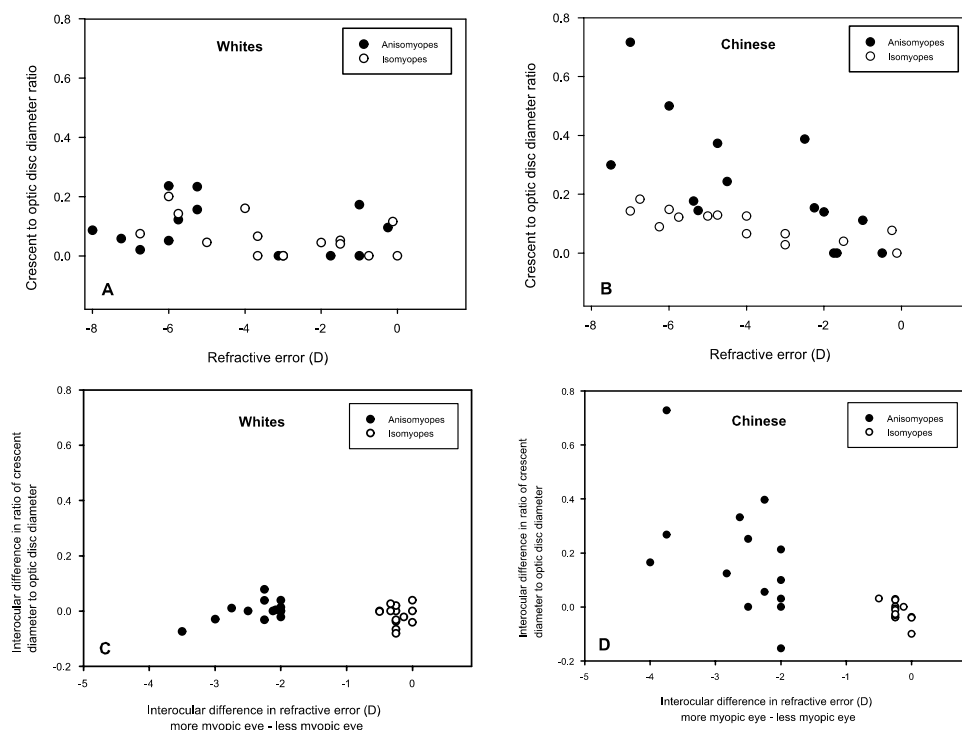 Whites
Anisomyopes
Isomyopes
0.8
0.6
0.4
0.2
0.0
Crescent to optic disc diameter ratio
A
-8
-6
-4
-2
0
Refractive error (D)
Chinese
Anisomyopes
Isomyopes
0.8
0.6
0.4
0.2
0.0
Crescent to optic disc diameter ratio
B
-8
-6
-4
-2
0
Refractive error (D)
Whites
Anisomyopes
Isomyopes
0.8
0.6
0.4
0.2
0.0
-0.2
Interocular difference in ratio of crescent
diameter to optic disc diameter
C
-5
-4
-3
-2
-1
0
Interocular difference in refractive error (D)
more myopic eye - less myopic eye
Chinese
Anisomyopes
Isomyopes
0.8
0.6
0.4
0.2
0.0
-0.2
Interocular difference in ratio of crescent
diameter to optic disc diameter
D
-5
-4
-3
-2
-1
0
Interocular difference in refractive error (D)
more myopic eye - less myopic eye